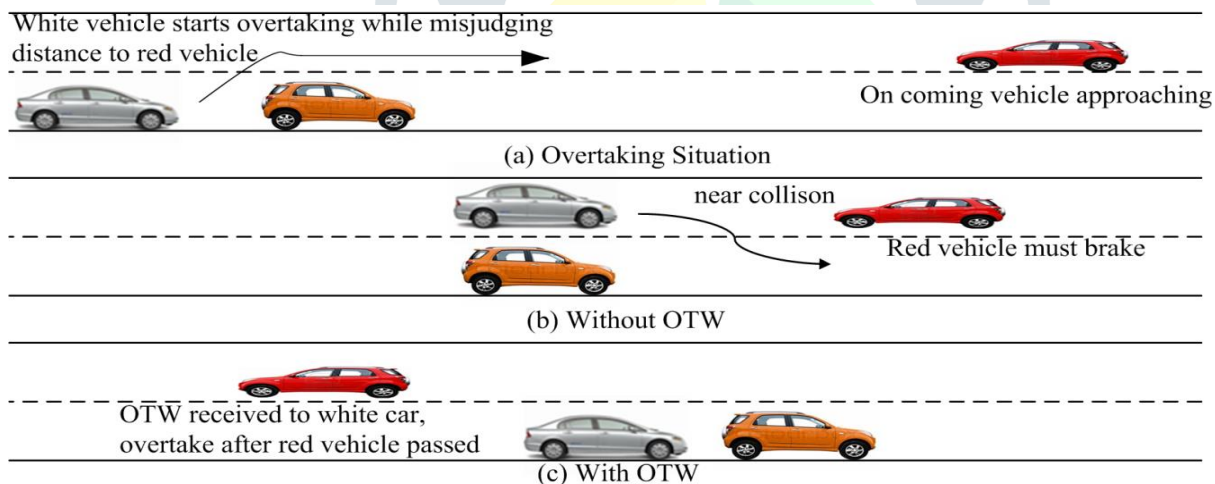 White vehicle starts overtaking while misjudging
distance to red vehicle
On coming vehicle approaching
(a) Overtaking Situation
near collison
Red vehicle must brake
(b) Without OTW
OTW received to white car,
overtake after red vehicle passed
(c) With OTW